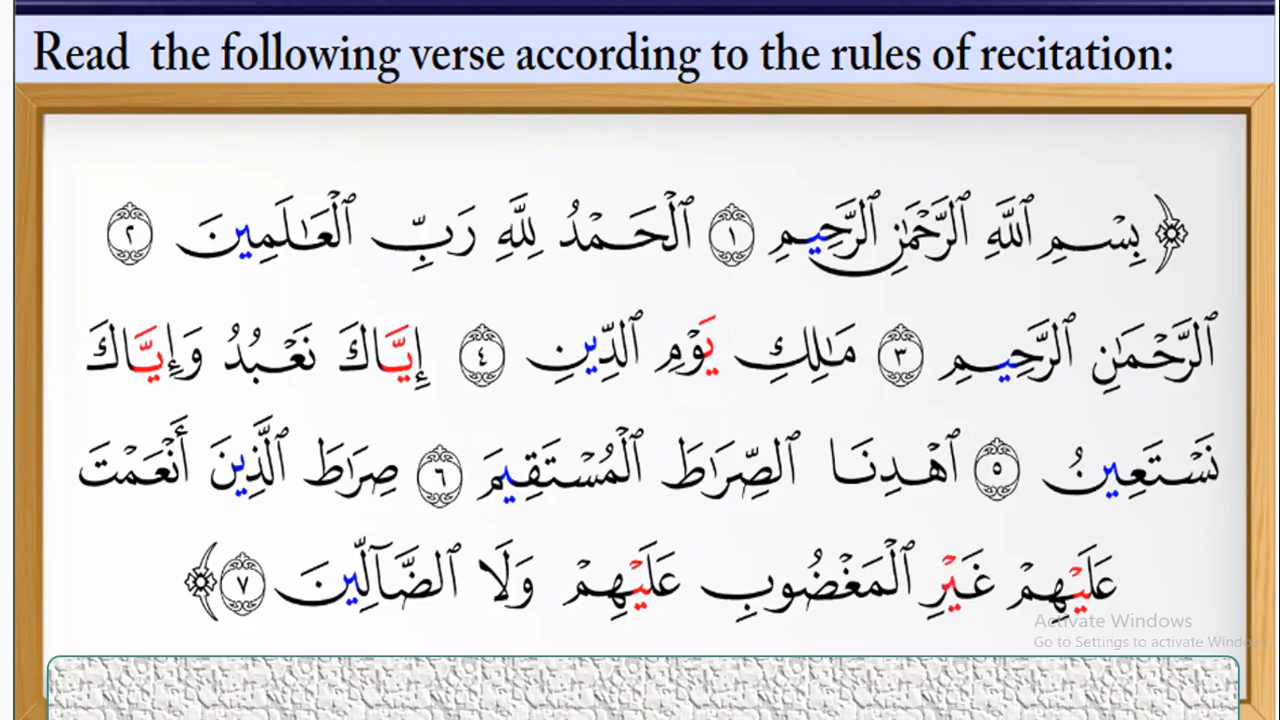 Read the following verse according to the rules of recitation:
﴿بِسْمِ ٱللَّهِ ٱلرَّحْمَٰنِ ٱلرَّحِيمِ ١ ٱلْحَمْدُ لِلَّهِ رَبِّ ٱلْعَٰلَمِينَ ٢
ٱلرَّحْمَٰنِ ٱلرَّحِيمِ ٣ مَٰلِكِ يَوْمِ ٱلدِّينِ ٤ إِيَّاكَ نَعْبُدُ وَإِيَّاكَ
نَسْتَعِينُ ٥ ٱهْدِنَا ٱلصِّرَٰطَ ٱلْمُسْتَقِيمَ ٦ صِرَٰطَ ٱلَّذِينَ أَنْعَمْتَ
عَلَيْهِمْ غَيْرِ ٱلْمَغْضُوبِ عَلَيْهِمْ وَلَا ٱلضَّآلِّينَ ٧﴾
Activate Windows
Go to Settings to activate Windows